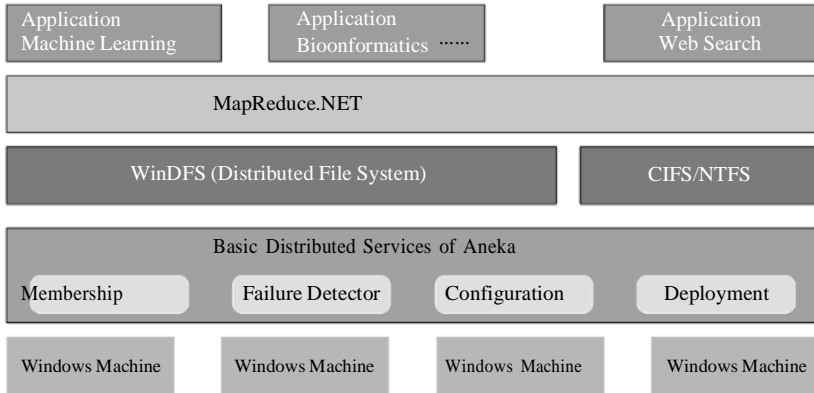 Application
Machine Learning
Application
Bioonformatics ......
Application
Web Search
MapReduce.NET
WinDFS (Distributed File System)
CIFS/NTFS
Basic Distributed Services of Aneka
Membership
Failure Detector
Configuration
Deployment
Windows Machine
Windows Machine
Windows Machine
Windows Machine